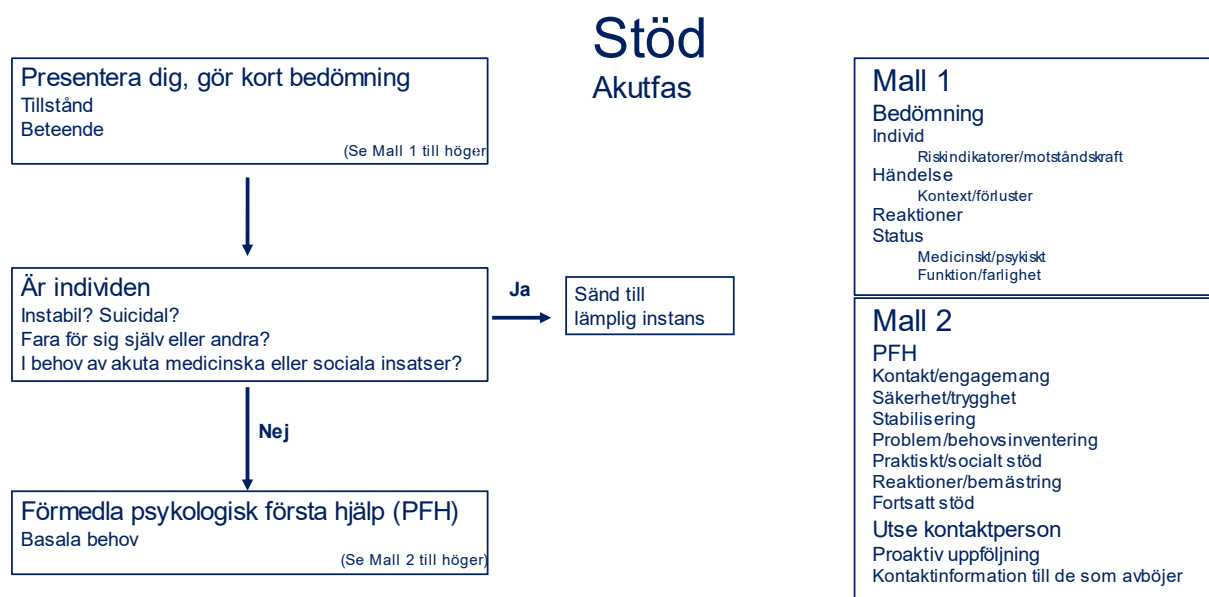 Stöd
Akutfas
Presentera dig, gör kort bedömning
Tillstånd
Beteende
(Se Mall 1 till höger
Är individen
Instabil? Suicidal?
Fara för sig själv eller andra?
I behov av akuta medicinska eller sociala insatser?
Ja
Sänd till
lämplig instans
Nej
Förmedla psykologisk första hjälp (PFH)
Basala behov
(Se Mall 2 till höger)
Mall 1
Bedömning
Individ
Riskindikatorer/motståndskraft
Händelse
Kontext/förluster
Reaktioner
Status
Medicinskt/psykiskt
Funktion/farlighet
Mall 2
PFH
Kontakt/engagemang
Säkerhet/trygghet
Stabilisering
Problem/behovsinventering
Praktiskt/socialt stöd
Reaktioner/bemästring
Fortsatt stöd
Utse kontaktperson
Proaktiv uppföljning
Kontaktinformation till de som avböjer